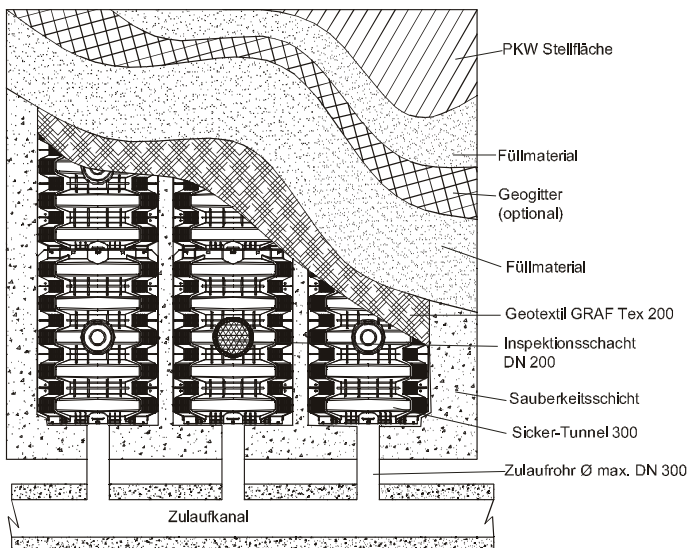 PKW Stellfläche
Füllmaterial
Geogitter
(optional)
Füllmaterial
Geotextil GRAF Tex 200
Inspektionsschacht
DN 200
Sauberkeitsschicht
Sicker-Tunnel 300
Zulaufrohr Ø max. DN 300
Zulaufkanal